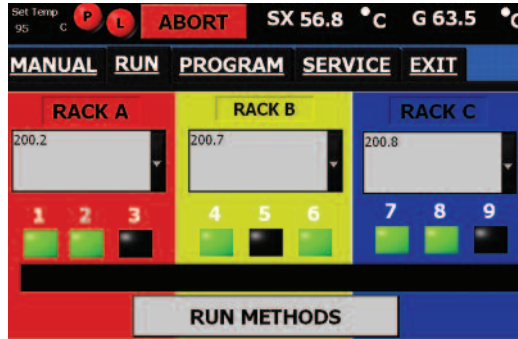 Set Temp
95 C P L ABORT SX 56.8 °C G 63.5 °C
MANUAL RUN PROGRAM SERVICE EXIT
RACK A RACK B RACK C
200.2 200.7 200.8
1 2 3 4 5 6 7 8 9
RUN METHODS